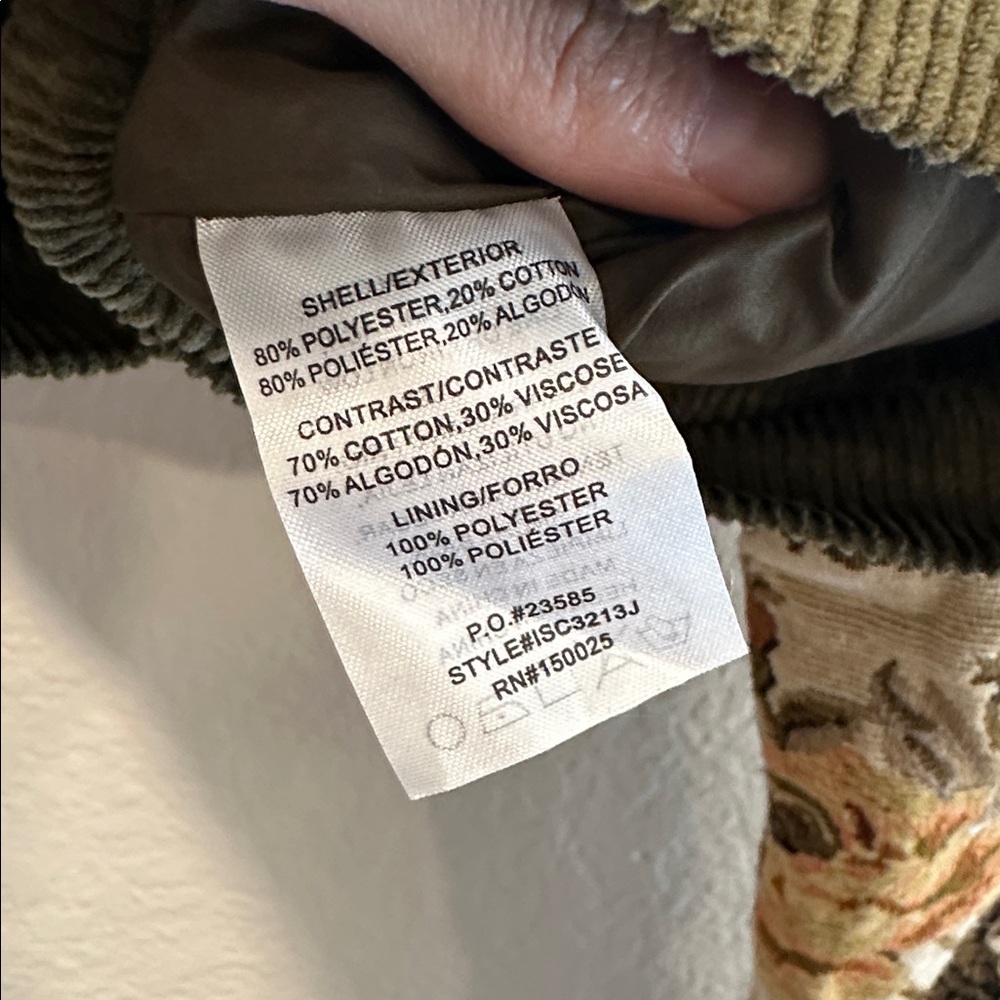 SHELL/EXTERIOR
80% POLYESTER,20% COTTON
80% POLIÉSTER,20% ALGODÓN
CONTRAST/CONTRASTE
70% COTTON,30% VISCOSE
70% ALGODÓN,30% VISCOSA
LINING/FORRO
100% POLYESTER
100% POLIÉSTER
P.O.#23585
STYLE#ISC3213J
RN#150025